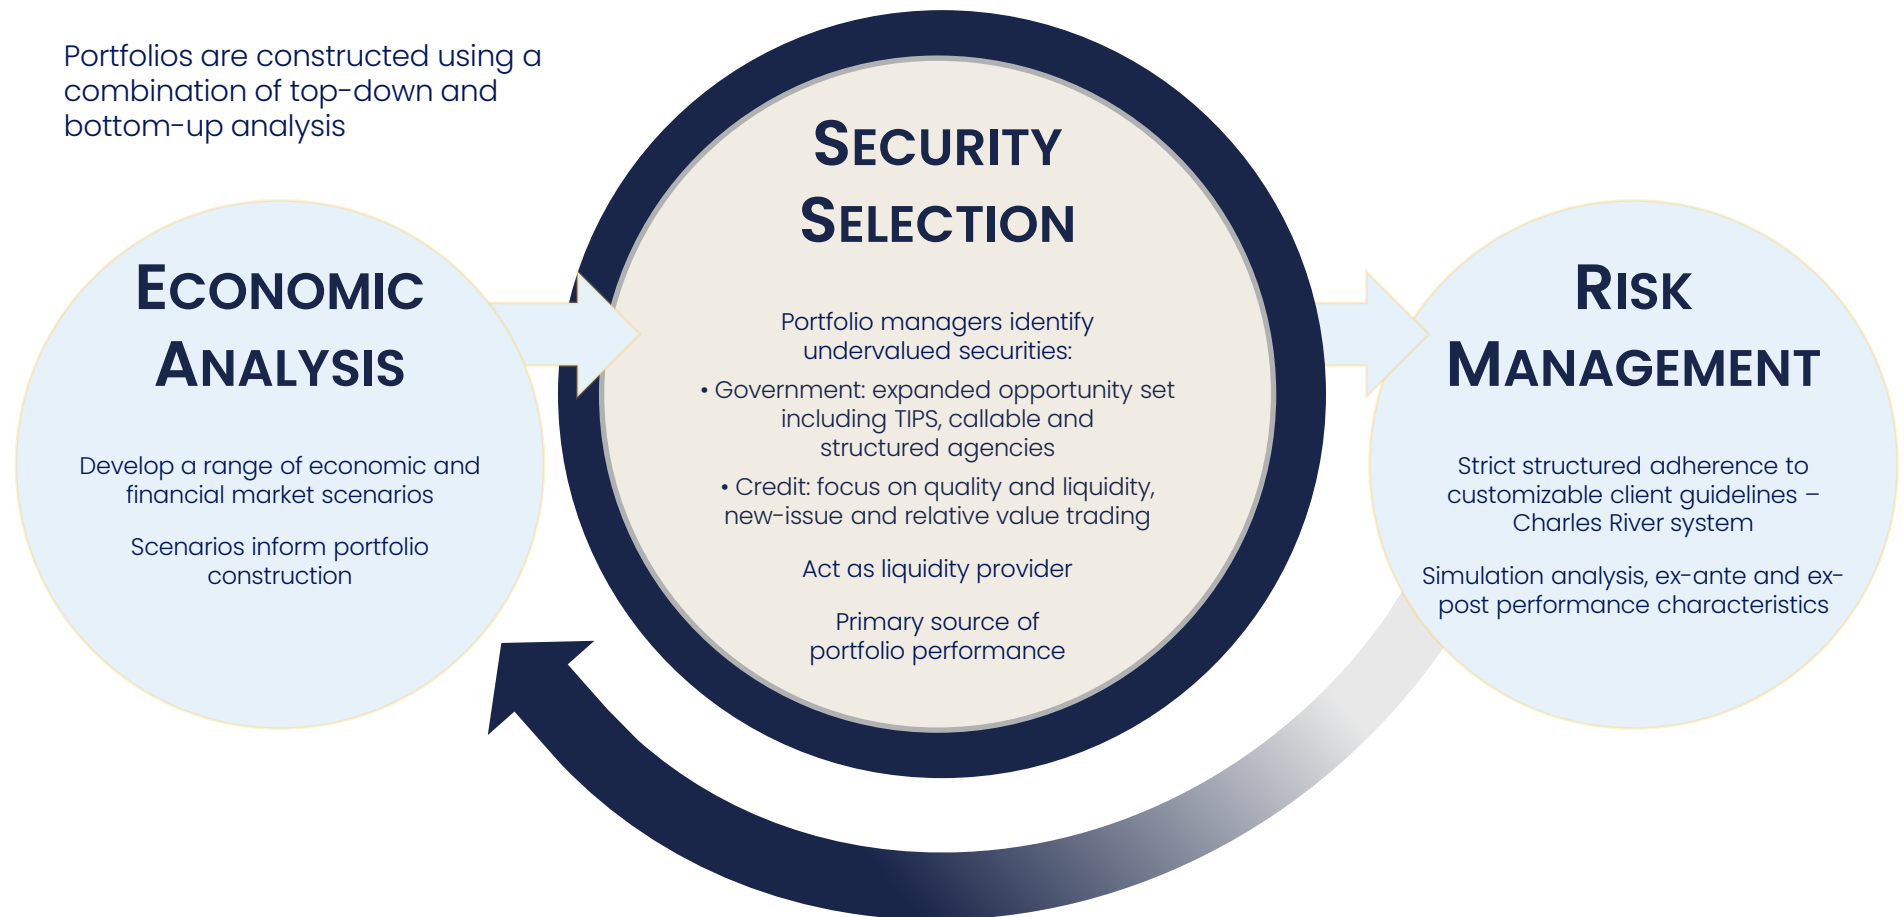 Portfolios are constructed using a
combination of top-down and
bottom-up analysis
ECONOMIC
ANALYSIS
Develop a range of economic and
financial market scenarios
Scenarios inform portfolio
construction
SECURITY
SELECTION
Portfolio managers identify
undervalued securities:
• Government: expanded opportunity set
including TIPS, callable and
structured agencies
• Credit: focus on quality and liquidity,
new-issue and relative value trading
Act as liquidity provider
Primary source of
portfolio performance
RISK
MANAGEMENT
Strict structured adherence to
customizable client guidelines –
Charles River system
Simulation analysis, ex-ante and ex-
post performance characteristics